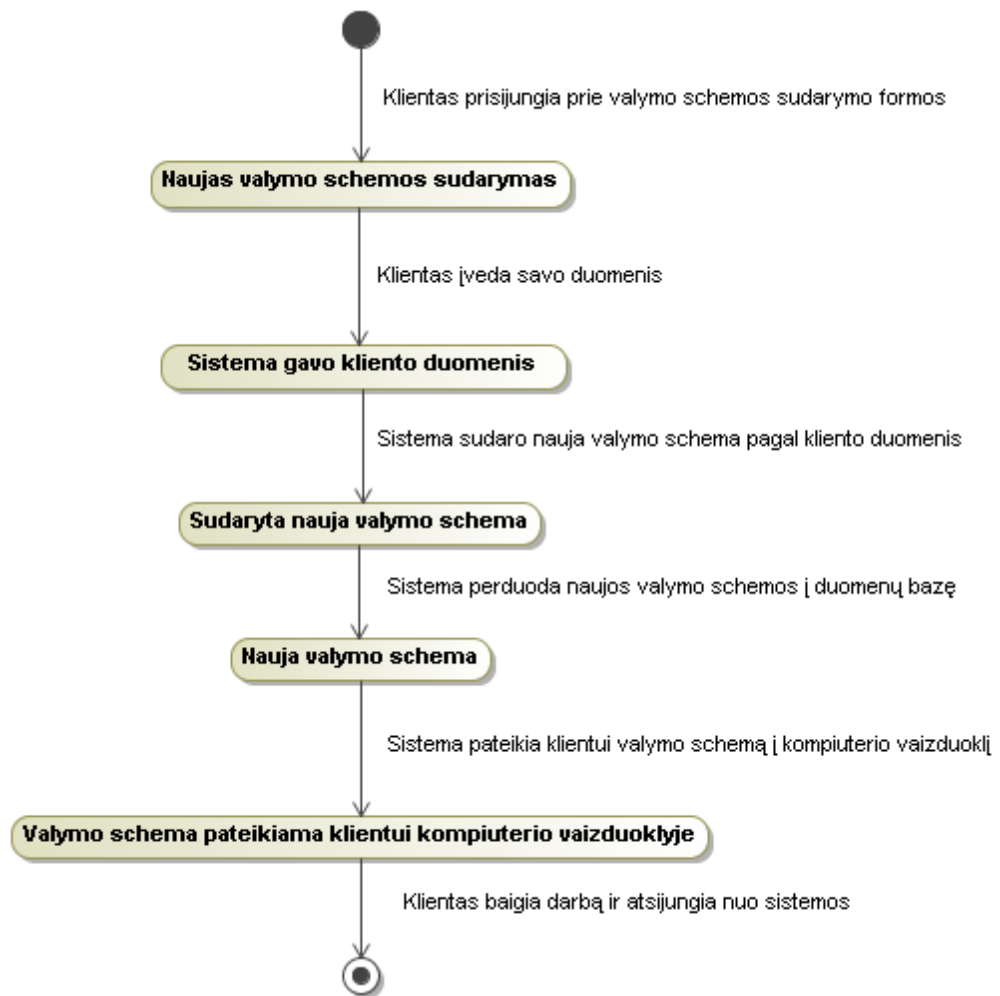 Klientas prisijungia prie valymo schemos sudarymo formos
Naujas valymo schemos sudarymas
Klientas įveda savo duomenis
Sistema gavo kliento duomenis
Sistema sudaro nauja valymo schema pagal kliento duomenis
Sudaryta nauja valymo schema
Sistema perduoda naujos valymo schemos į duomenų bazę
Nauja valymo schema
Sistema pateikia klientui valymo schemą į kompiuterio vaizduoklį
Valymo schema pateikiama klientui kompiuterio vaizduoklyje
Klientas baigia darbą ir atsijungia nuo sistemos